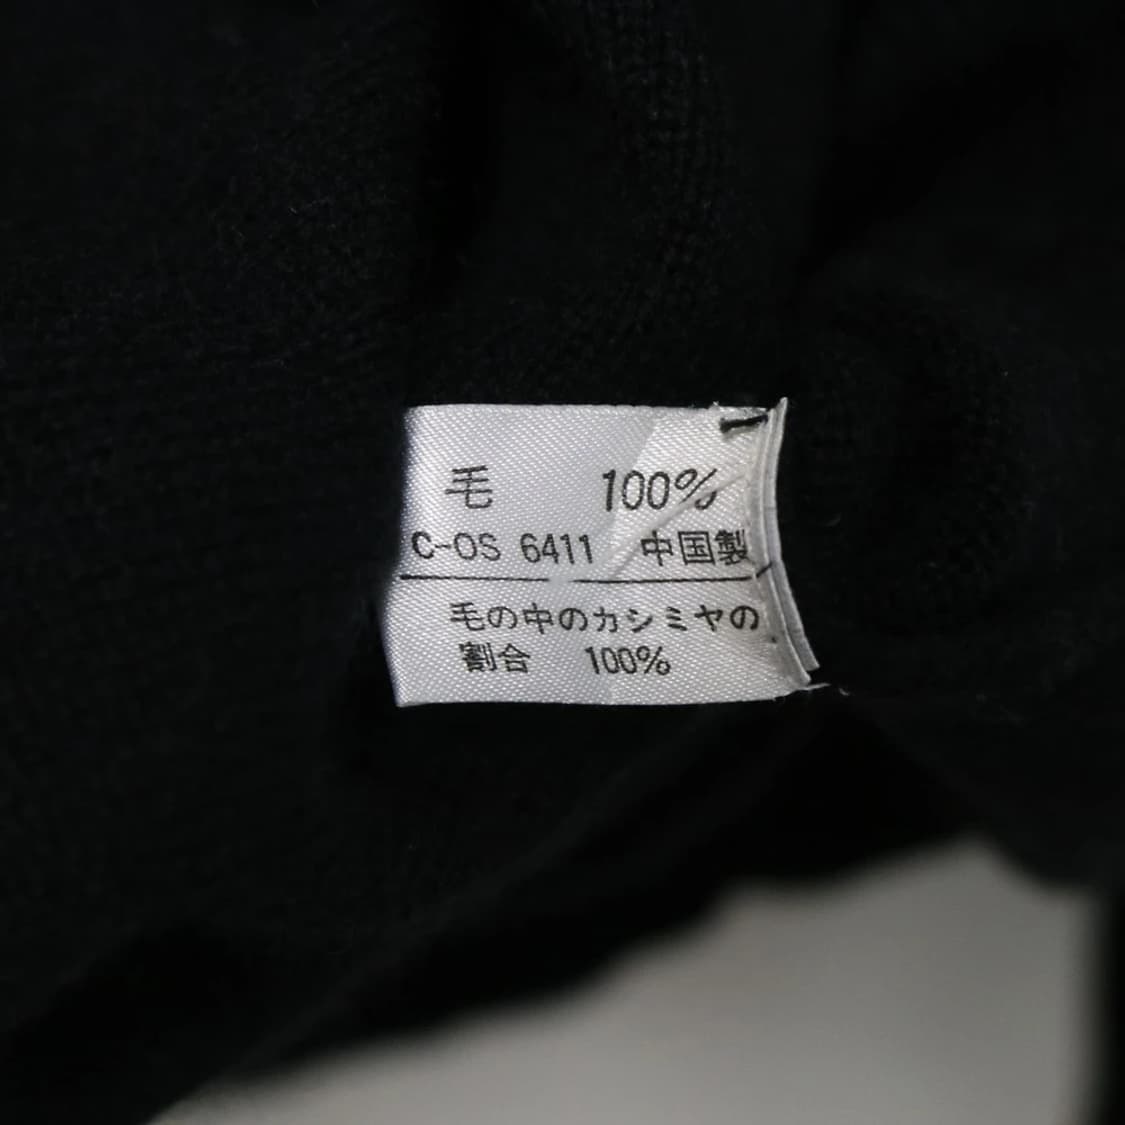 毛 100%
C-OS 6411 中国製
毛の中のカシミヤの
割合 100%